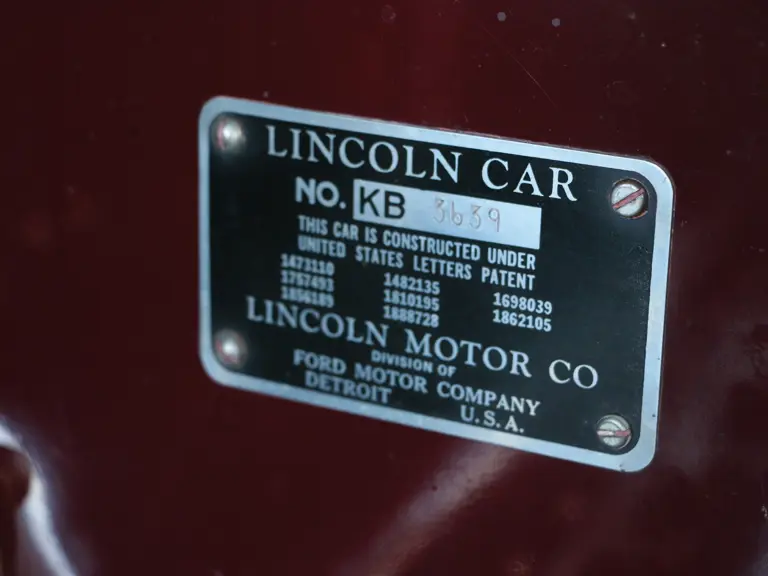 LINCOLN CAR
NO. KB 3639
THIS CAR IS CONSTRUCTED UNDER
UNITED STATES LETTERS PATENT
1473110 1482135 1698039
1767493 1810195 1862105
1856189 1888728
LINCOLN MOTOR CO
DIVISION OF
FORD MOTOR COMPANY
DETROIT U.S.A.